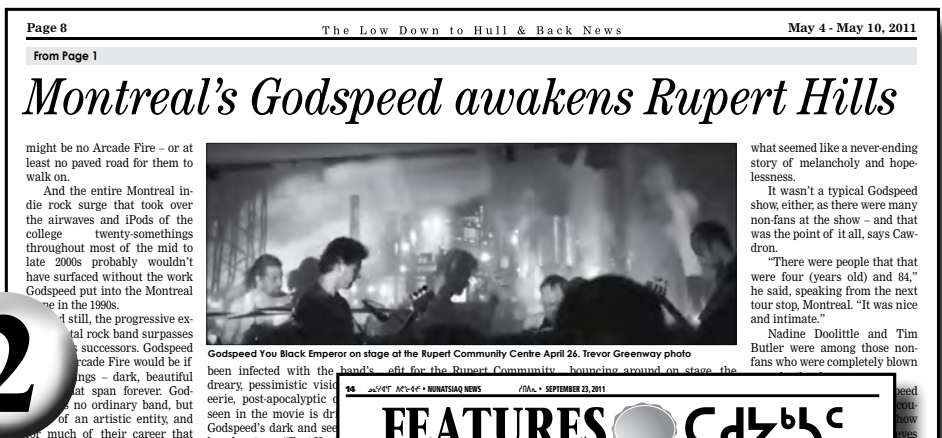 Page 8
The Low Down to Hull & Back News
May 4 - May 10, 2011
From Page 1
Montreal's Godspeed awakens Rupert Hills
might be no Arcade Fire – or at
least no paved road for them to
walk on.
And the entire Montreal in-
die rock surge that took over
the airwaves and iPods of the
college twenty-somethings
throughout most of the mid to
late 2000s probably wouldn't
have surfaced without the work
Godspeed put into the Montreal
in the 1990s.
still, the progressive ex-
rock band surpasses
successors. Godspeed
Arcade Fire would be if
– dark, beautiful
that span forever. God-
no ordinary band, but
of an artistic entity, and
much of their career that
Godspeed You Black Emperor on stage at the Rupert Community Centre April 26. Trevor Greenway photo
been infected with the band's
dreary, pessimistic
eerie, post-apocalyptic
seen in the movie is
Godspeed's dark and
efit for the Rupert Community
bouncing around on stage, the
what seemed like a never-ending
story of melancholy and hope-
lessness.
It wasn't a typical Godspeed
show, either, as there were many
non-fans at the show – and that
was the point of it all, says Caw-
dron.
"There were people that that
were four (years old) and 84,"
he said, speaking from the next
tour stop, Montreal. "It was nice
and intimate."
Nadine Doolittle and Tim
Butler were among those non-
fans who were completely blown
2
14
• NUNATSIAQ NEWS
• SEPTEMBER 23, 2011
FEATURES